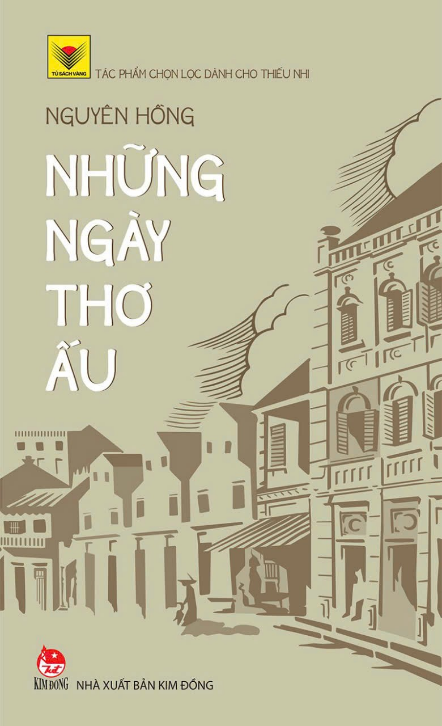 TỦ SÁCH VÀNG
TÁC PHẨM CHỌN LỌC DÀNH CHO THIẾU NHI
NGUYÊN HỒNG
NHỮNG
NGÀY
THƠ
ẤU
KIM ĐỒNG
NHÀ XUẤT BẢN KIM ĐỒNG